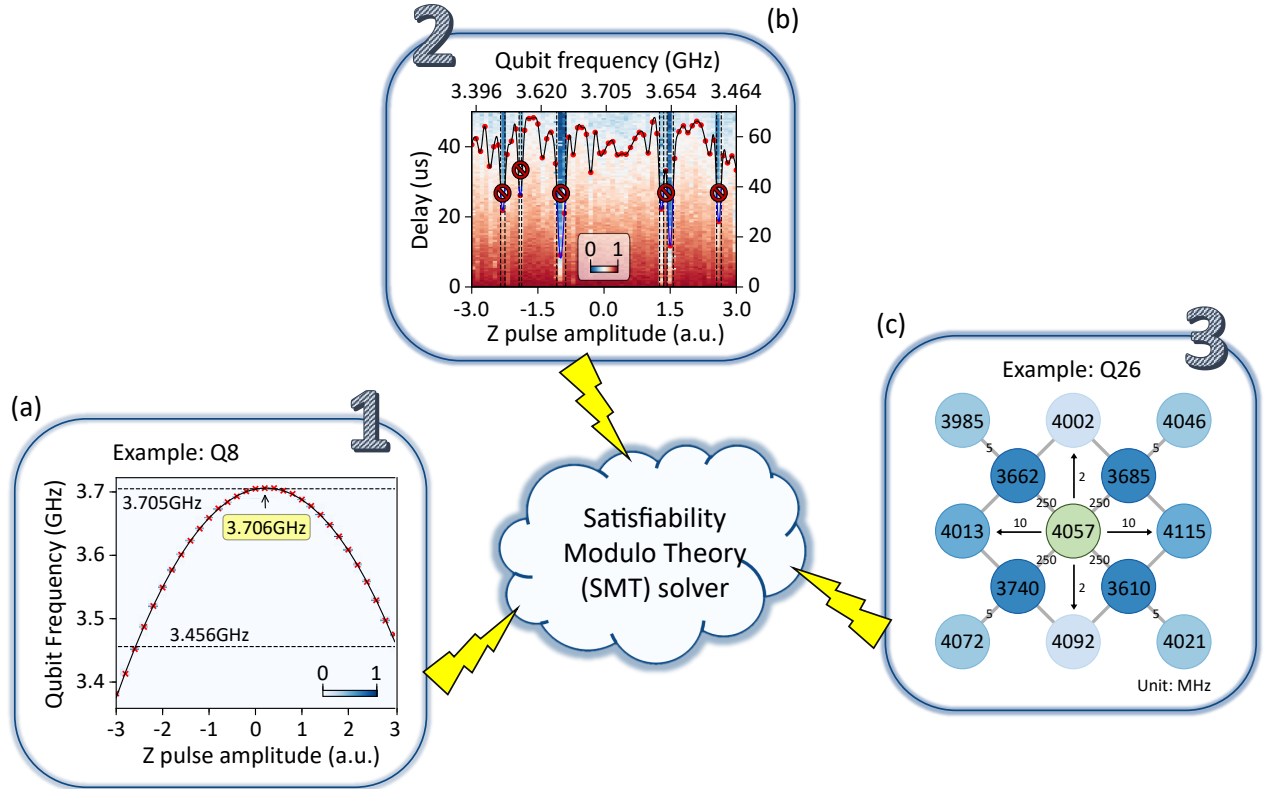 2
(b)
Qubit frequency (GHz)
3.396 3.620 3.705 3.654 3.464
Delay (us)
40
20
0
60
40
20
10
0
0 1
-3.0 -1.5 0.0 1.5 3.0
Z pulse amplitude (a.u.)
(a)
1
Example: Q8
Qubit Frequency (GHz)
3.7
3.6
3.5
3.4
3.705GHz
3.706GHz
3.456GHz
0 1
-3 -2 -1 0 1 2 3
Z pulse amplitude (a.u.)
Satisfiability
Modulo Theory
(SMT) solver
(c)
3
Example: Q26
3985 4002 4046
5 5
3662 2 3685
250 250
4013 10 4057 10 4115
250 250
3740 2 3610
5 5
4072 4092 4021
Unit: MHz